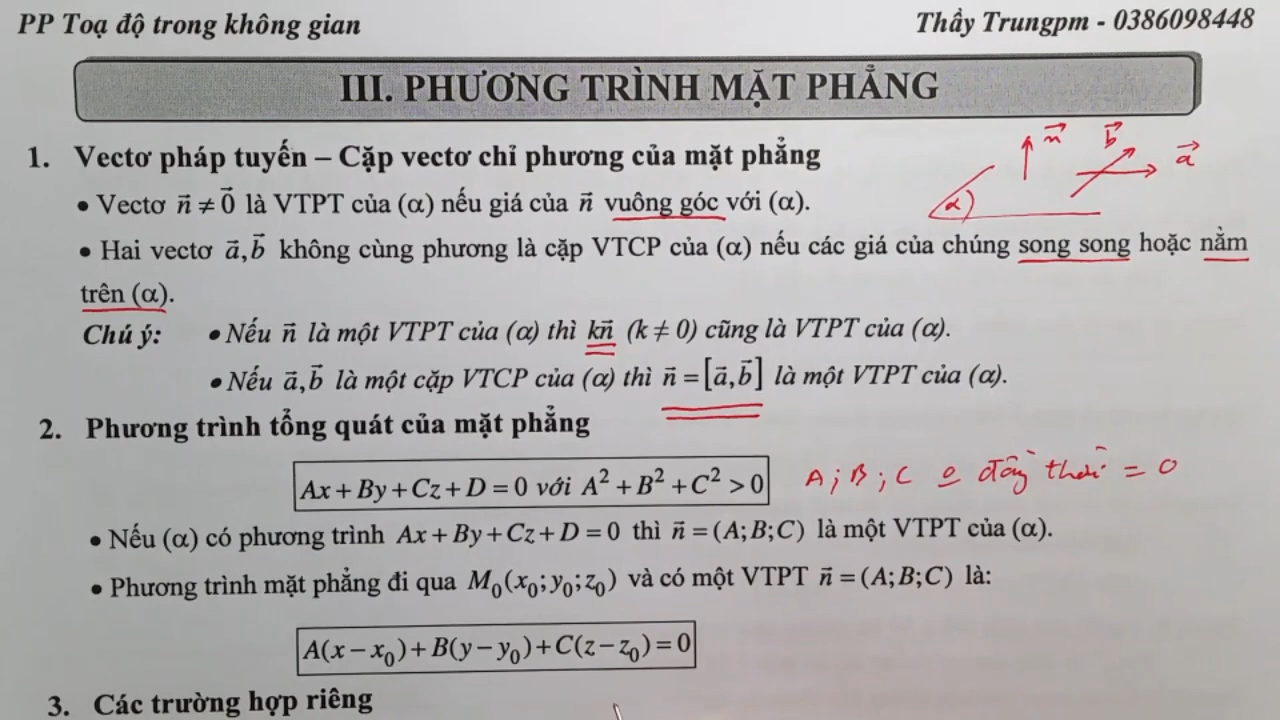 PP Toạ độ trong không gian
Thầy Trungpm - 0386098448
III. PHƯƠNG TRÌNH MẶT PHẲNG
1. Vectơ pháp tuyến – Cặp vectơ chỉ phương của mặt phẳng
n⃗ b⃗ a⃗
α)
• Vectơ n⃗ ≠ 0⃗ là VTPT của (α) nếu giá của n⃗ vuông góc với (α).
• Hai vectơ a⃗,b⃗ không cùng phương là cặp VTCP của (α) nếu các giá của chúng song song hoặc nằm
trên (α).
Chú ý: • Nếu n⃗ là một VTPT của (α) thì kn⃗ (k ≠ 0) cũng là VTPT của (α).
• Nếu a⃗,b⃗ là một cặp VTCP của (α) thì n⃗ = [a⃗,b⃗] là một VTPT của (α).
2. Phương trình tổng quát của mặt phẳng
Ax + By + Cz + D = 0 với A² + B² + C² > 0
A; B; C đồng thời = 0
• Nếu (α) có phương trình Ax + By + Cz + D = 0 thì n⃗ = (A;B;C) là một VTPT của (α).
• Phương trình mặt phẳng đi qua M₀(x₀;y₀;z₀) và có một VTPT n⃗ = (A;B;C) là:
A(x − x₀) + B(y − y₀) + C(z − z₀) = 0
3. Các trường hợp riêng